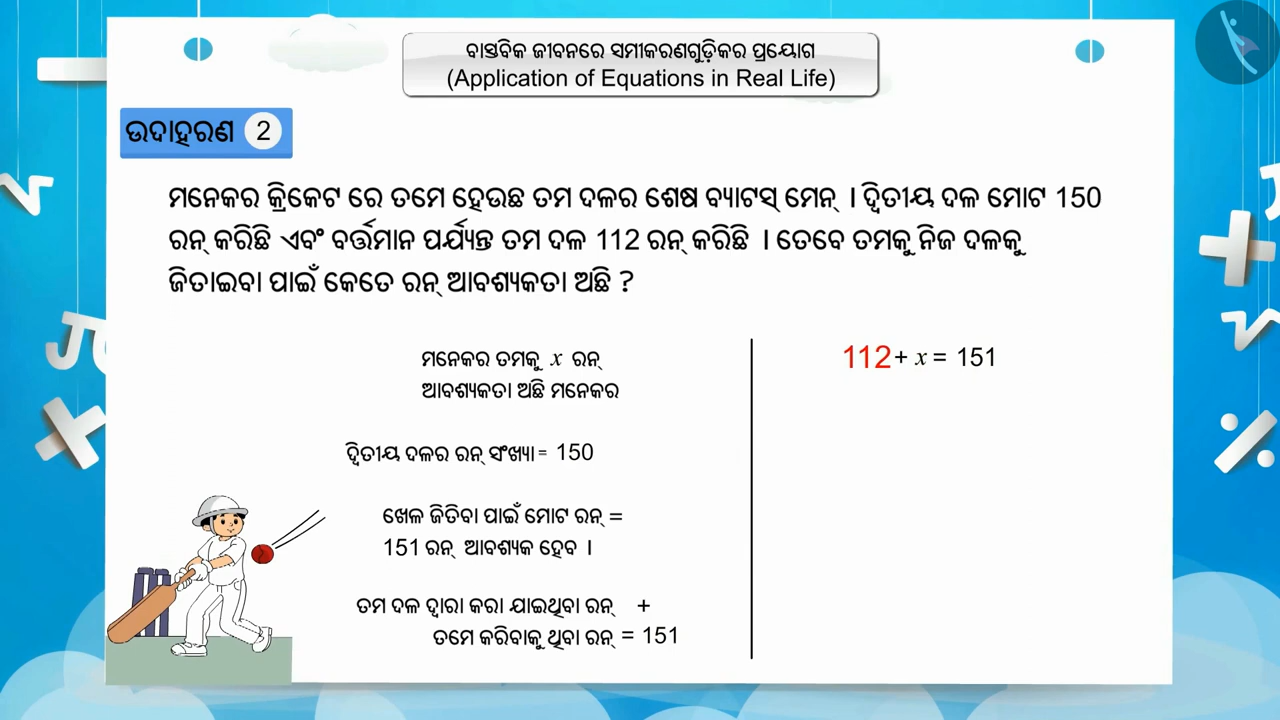 ବାସ୍ତବିକ ଜୀବନରେ ସମୀକରଣଗୁଡ଼ିକର ପ୍ରୟୋଗ
(Application of Equations in Real Life)
ଉଦାହରଣ 2
ମନେକର କ୍ରିକେଟ ରେ ତମେ ହେଉଛ ତମ ଦଳର ଶେଷ ବ୍ୟାଟସ୍ ମେନ୍ । ଦ୍ୱିତୀୟ ଦଳ ମୋଟ 150
ରନ୍ କରିଛି ଏବଂ ବର୍ତ୍ତମାନ ପର୍ଯ୍ୟନ୍ତ ତମ ଦଳ 112 ରନ୍ କରିଛି । ତେବେ ତମକୁ ନିଜ ଦଳକୁ
ଜିତାଇବା ପାଇଁ କେତେ ରନ୍ ଆବଶ୍ୟକତା ଅଛି ?
ମନେକର ତମକୁ x ରନ୍
ଆବଶ୍ୟକତା ଅଛି ମନେକର
ଦ୍ୱିତୀୟ ଦଳର ରନ୍ ସଂଖ୍ୟା = 150
ଖେଳ ଜିତିବା ପାଇଁ ମୋଟ ରନ୍ =
151 ରନ୍ ଆବଶ୍ୟକ ହେବ ।
ତମ ଦଳ ଦ୍ୱାରା କରା ଯାଇଥିବା ରନ୍ +
ତମେ କରିବାକୁ ଥିବା ରନ୍ = 151
112 + x = 151